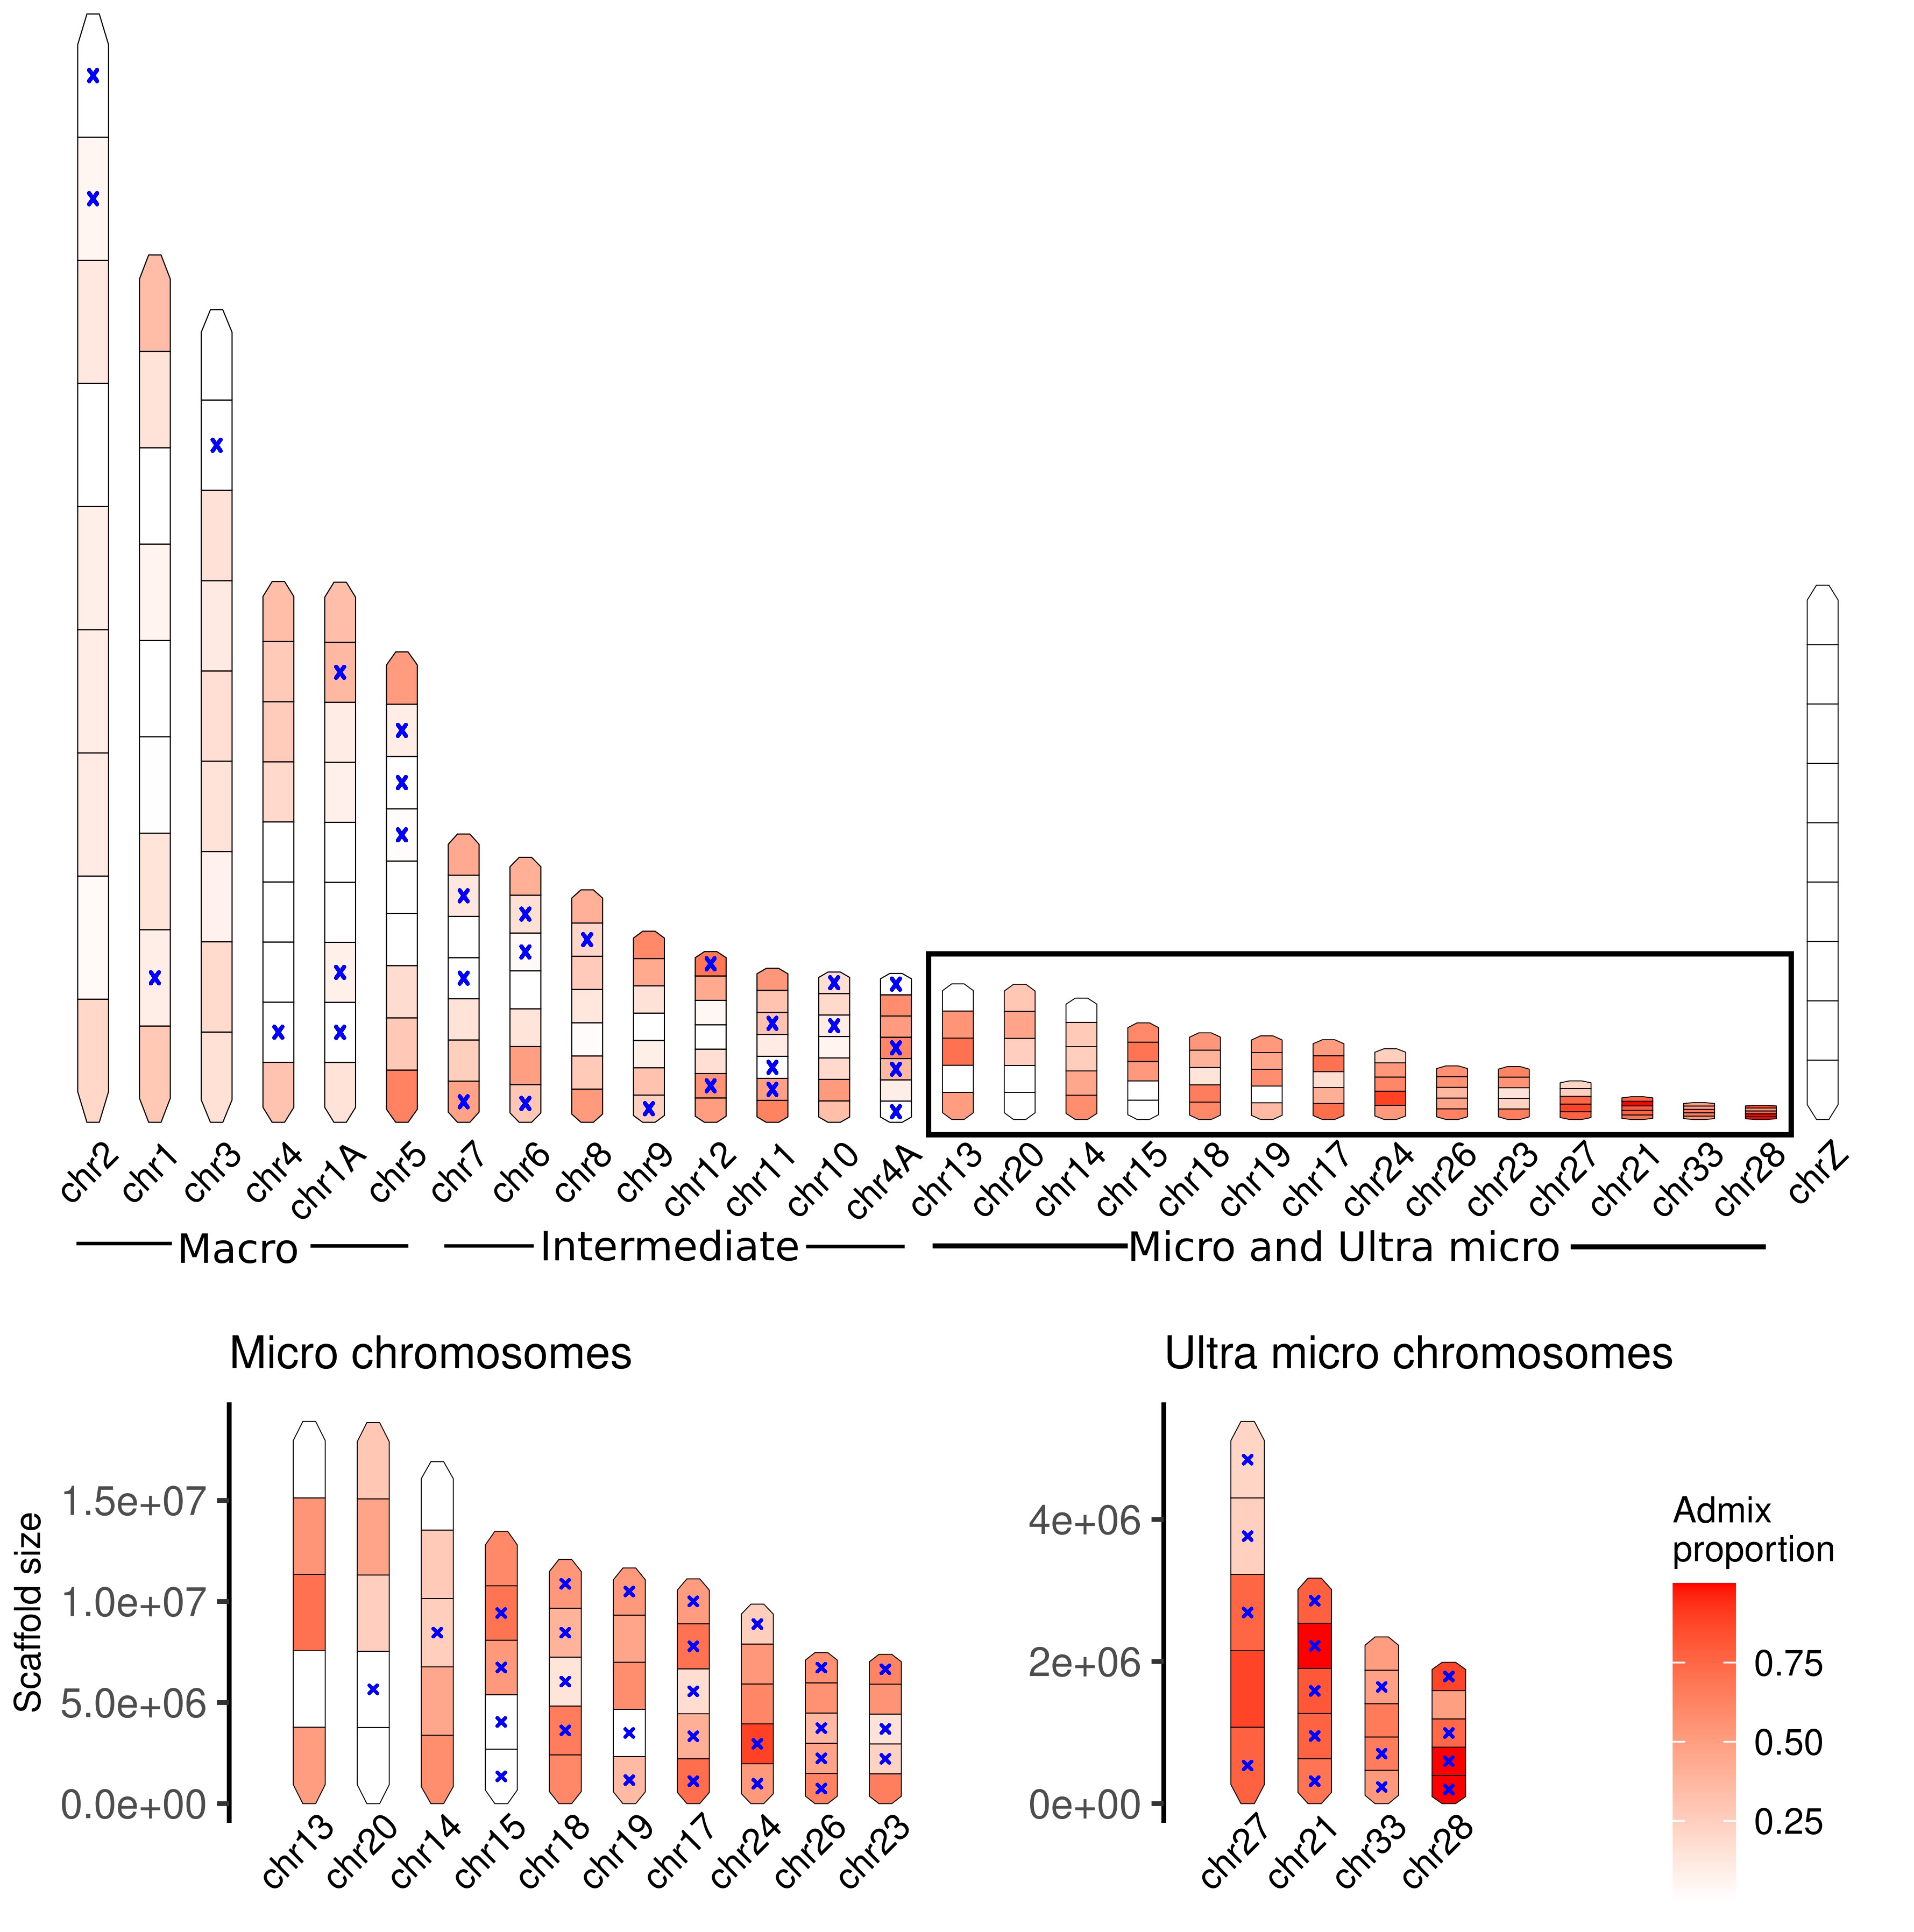 chr2 chr1 chr3 chr4 chr1A chr5 chr7 chr6 chr8 chr9 chr12 chr11 chr10 chr4A chr13 chr20 chr14 chr15 chr18 chr19 chr17 chr24 chr26 chr23 chr27 chr21 chr33 chr28 chrZ
Macro Intermediate Micro and Ultra micro
Micro chromosomes
Scaffold size
1.5e+07
1.0e+07
5.0e+06
0.0e+00
chr13 chr20 chr14 chr15 chr18 chr19 chr17 chr24 chr26 chr23
Ultra micro chromosomes
4e+06
2e+06
0e+00
chr27 chr21 chr33 chr28
Admix
proportion
0.75
0.50
0.25